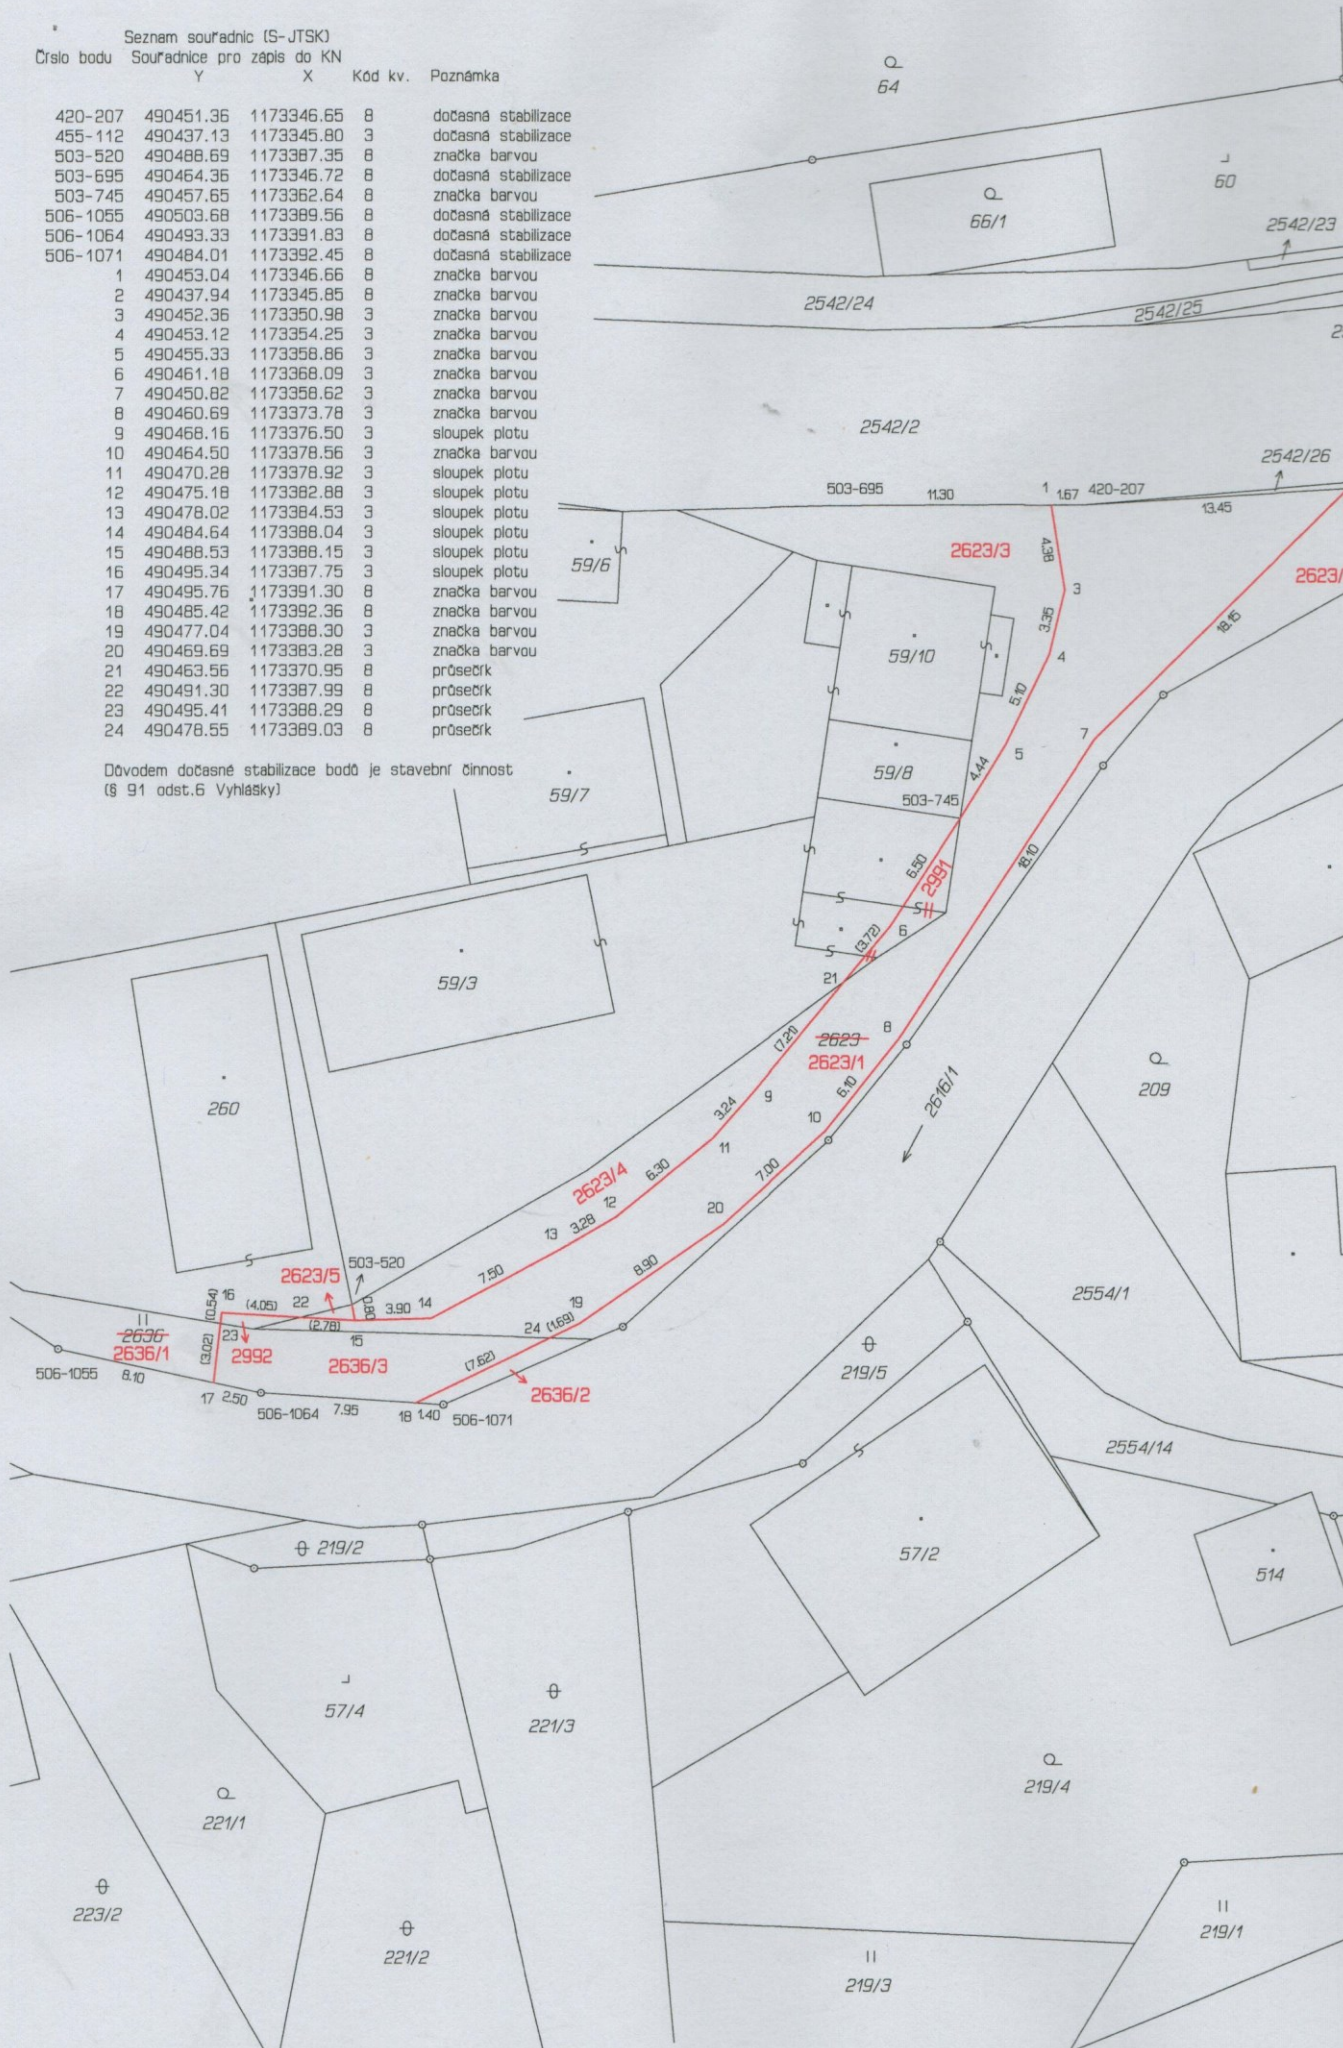 Seznam souřadnic (S-JTSK)
Číslo bodu Souřadnice pro zápis do KN
Y X Kód kv. Poznámka
420-207 490451.36 1173346.65 8 dočasná stabilizace
455-112 490437.13 1173345.80 3 dočasná stabilizace
503-520 490488.69 1173387.35 8 značka barvou
503-695 490464.36 1173346.72 8 dočasná stabilizace
503-745 490457.65 1173362.64 8 značka barvou
506-1055 490503.68 1173389.56 8 dočasná stabilizace
506-1064 490493.33 1173391.83 8 dočasná stabilizace
506-1071 490484.01 1173392.45 8 dočasná stabilizace
1 490453.04 1173346.66 8 značka barvou
2 490437.94 1173345.85 8 značka barvou
3 490452.36 1173350.98 3 značka barvou
4 490453.12 1173354.25 3 značka barvou
5 490455.33 1173358.86 3 značka barvou
6 490461.18 1173368.09 3 značka barvou
7 490450.82 1173358.62 3 značka barvou
8 490460.69 1173373.78 3 značka barvou
9 490468.16 1173376.50 3 sloupek plotu
10 490464.50 1173378.56 3 značka barvou
11 490470.28 1173378.92 3 sloupek plotu
12 490475.18 1173382.88 3 sloupek plotu
13 490478.02 1173384.53 3 sloupek plotu
14 490484.64 1173388.04 3 sloupek plotu
15 490488.53 1173388.15 3 sloupek plotu
16 490495.34 1173387.75 3 sloupek plotu
17 490495.76 1173391.30 8 značka barvou
18 490485.42 1173392.36 8 značka barvou
19 490477.04 1173388.30 3 značka barvou
20 490469.69 1173383.28 3 značka barvou
21 490463.56 1173370.95 8 průsečík
22 490491.30 1173387.99 8 průsečík
23 490495.41 1173388.29 8 průsečík
24 490478.55 1173389.03 8 průsečík
Důvodem dočasné stabilizace bodů je stavební činnost
(§ 91 odst.6 Vyhlášky)
64
60
66/1
2542/23
2542/24
2542/25
2542/2
2542/26
503-695 11.30 1 1.67 420-207
13.45
4.38
2623/3
59/6
2623/
3
3.35
18.15
59/10
4
5.10
7
5
4.44
59/8
59/7
503-745
6.50
18.10
2991
6
(3.72)
21
59/3
8
2623
2623/1
(7.21)
260
209
6.10
2616/1
9
3.24
10
11
7.00
2623/4
6.30
12
20
13 3.28
503-520
8.90
2623/5
7.50
2554/1
16 (4.05) 22
(0.54)
0.80
3.90 14
19
23
(2.78)
15
24 (1.69)
2636
2636/1
(3.02)
2992
2636/3
(7.62)
219/5
506-1055
8.10
2636/2
17 2.50
506-1064
7.95
18 1.40
506-1071
2554/14
219/2
57/2
514
57/4
221/3
219/4
221/1
223/2
221/2
219/1
219/3